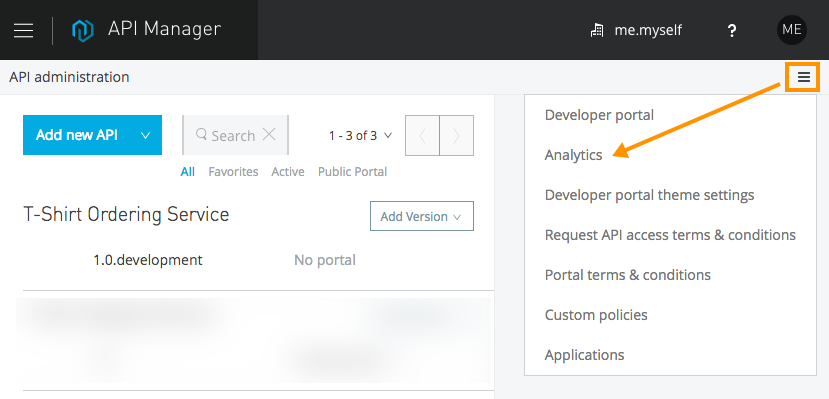 API Manager
me.myself
?
ME
API administration
Add new API
Search
1 - 3 of 3
All Favorites Active Public Portal
T-Shirt Ordering Service
Add Version
1.0.development No portal
Developer portal
Analytics
Developer portal theme settings
Request API access terms & conditions
Portal terms & conditions
Custom policies
Applications